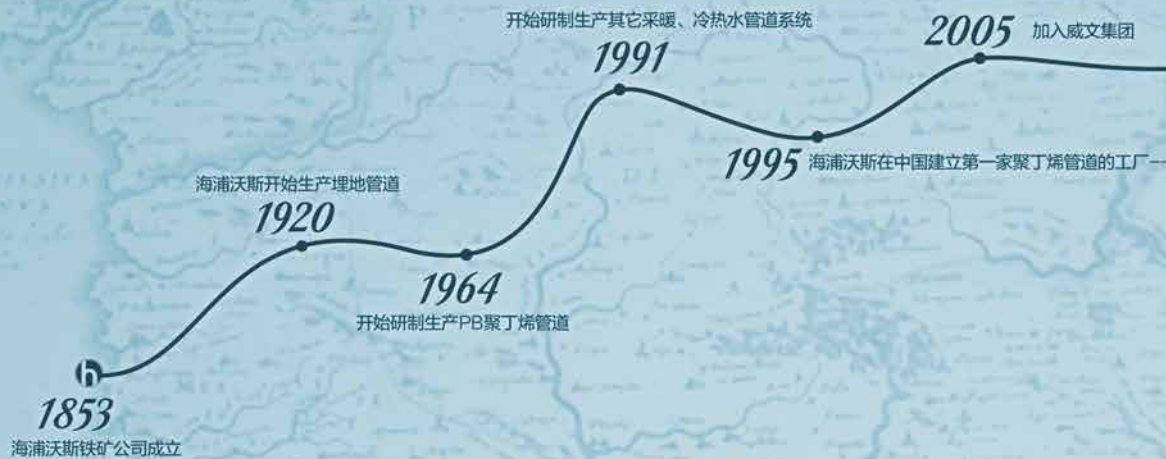 开始研制生产其它采暖、冷热水管道系统
1991
2005 加入威文集团
1995 海浦沃斯在中国建立第一家聚丁烯管道的工厂一
海浦沃斯开始生产埋地管道
1920
1964
开始研制生产PB聚丁烯管道
h
1853
海浦沃斯铁矿公司成立